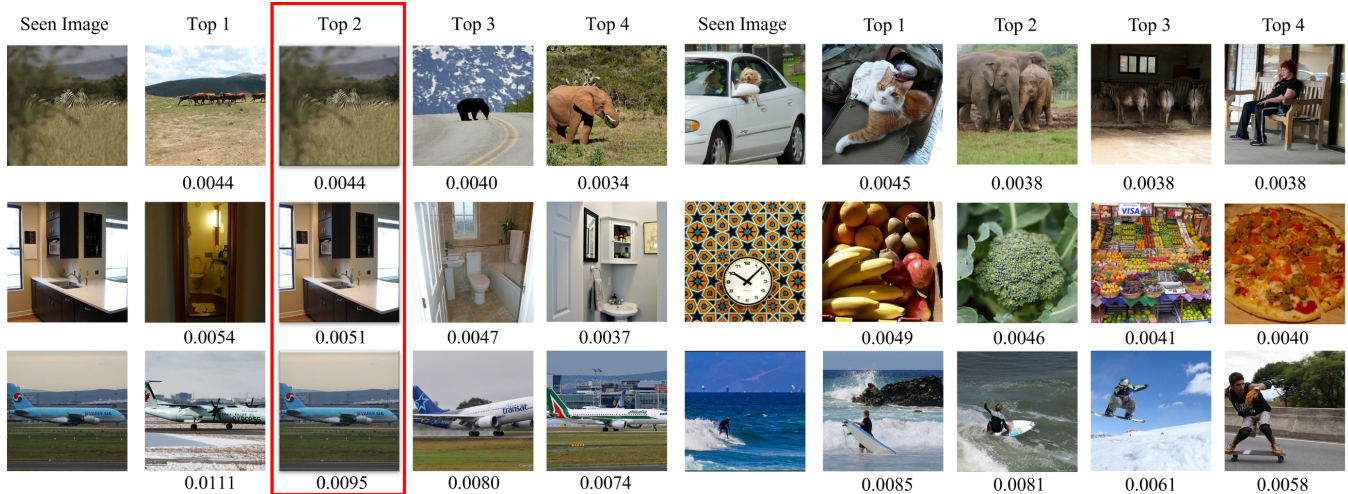 Seen Image Top 1 Top 2 Top 3 Top 4 Seen Image Top 1 Top 2 Top 3 Top 4
0.0044 0.0044 0.0040 0.0034 0.0045 0.0038 0.0038 0.0038
VISA
0.0054 0.0051 0.0047 0.0037 0.0049 0.0046 0.0041 0.0040
transat
0.0111 0.0095 0.0080 0.0074 0.0085 0.0081 0.0061 0.0058